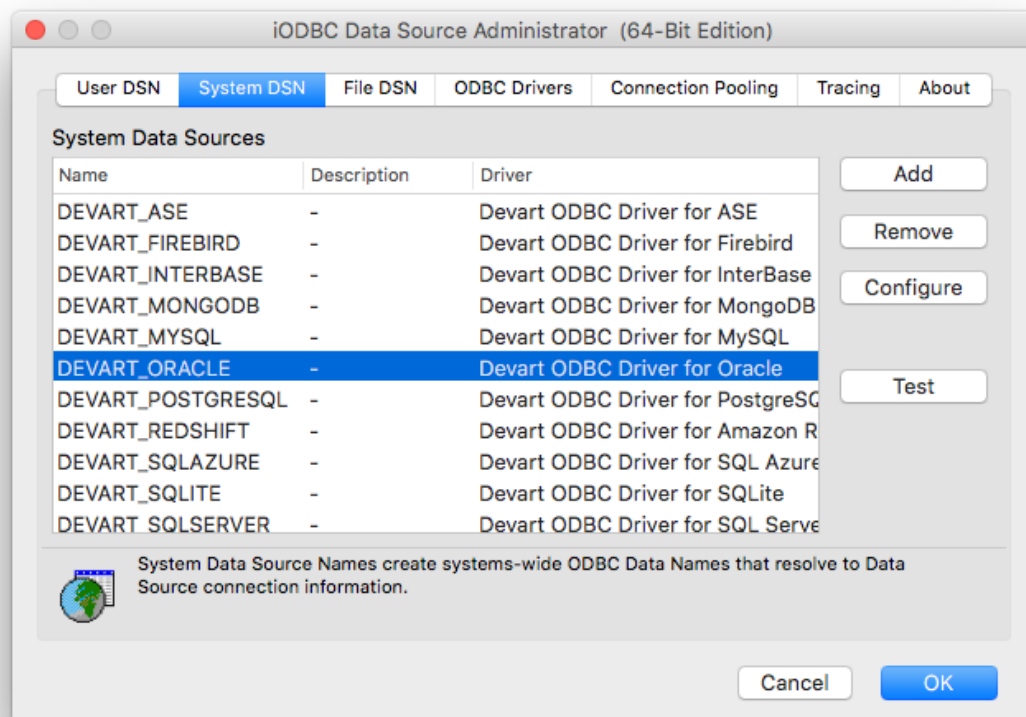 iODBC Data Source Administrator (64-Bit Edition)
User DSN System DSN File DSN ODBC Drivers Connection Pooling Tracing About
System Data Sources
Name Description Driver
DEVART_ASE - Devart ODBC Driver for ASE
DEVART_FIREBIRD - Devart ODBC Driver for Firebird
DEVART_INTERBASE - Devart ODBC Driver for InterBase
DEVART_MONGODB - Devart ODBC Driver for MongoDB
DEVART_MYSQL - Devart ODBC Driver for MySQL
DEVART_ORACLE - Devart ODBC Driver for Oracle
DEVART_POSTGRESQL - Devart ODBC Driver for PostgreSQ
DEVART_REDSHIFT - Devart ODBC Driver for Amazon R
DEVART_SQLAZURE - Devart ODBC Driver for SQL Azure
DEVART_SQLITE - Devart ODBC Driver for SQLite
DEVART_SQLSERVER - Devart ODBC Driver for SQL Serve
Add
Remove
Configure
Test
System Data Source Names create systems-wide ODBC Data Names that resolve to Data
Source connection information.
Cancel OK